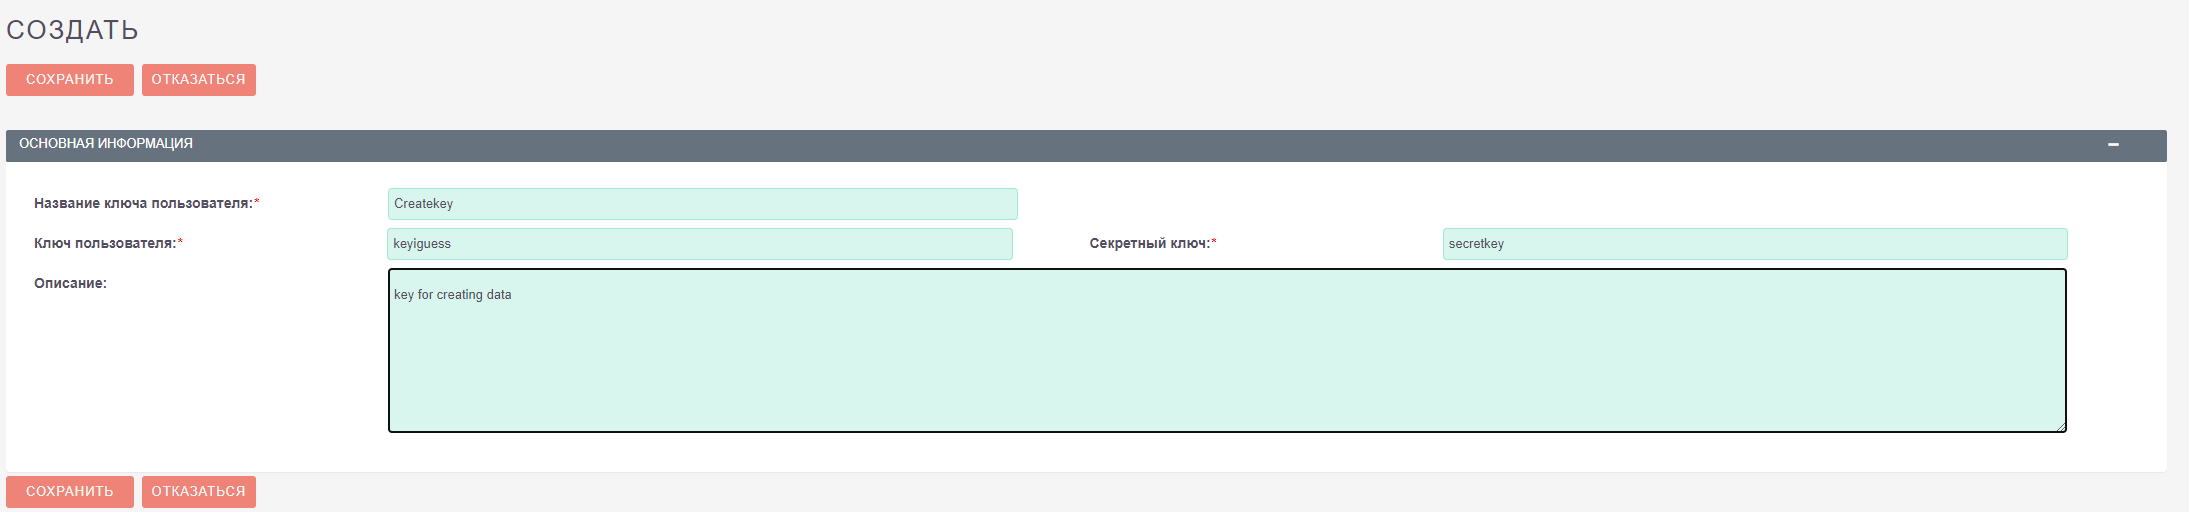 СОЗДАТЬ
СОХРАНИТЬ ОТКАЗАТЬСЯ
ОСНОВНАЯ ИНФОРМАЦИЯ
Название ключа пользователя:* Createkey
Ключ пользователя:* keyiguess Секретный ключ:* secretkey
Описание: key for creating data
СОХРАНИТЬ ОТКАЗАТЬСЯ